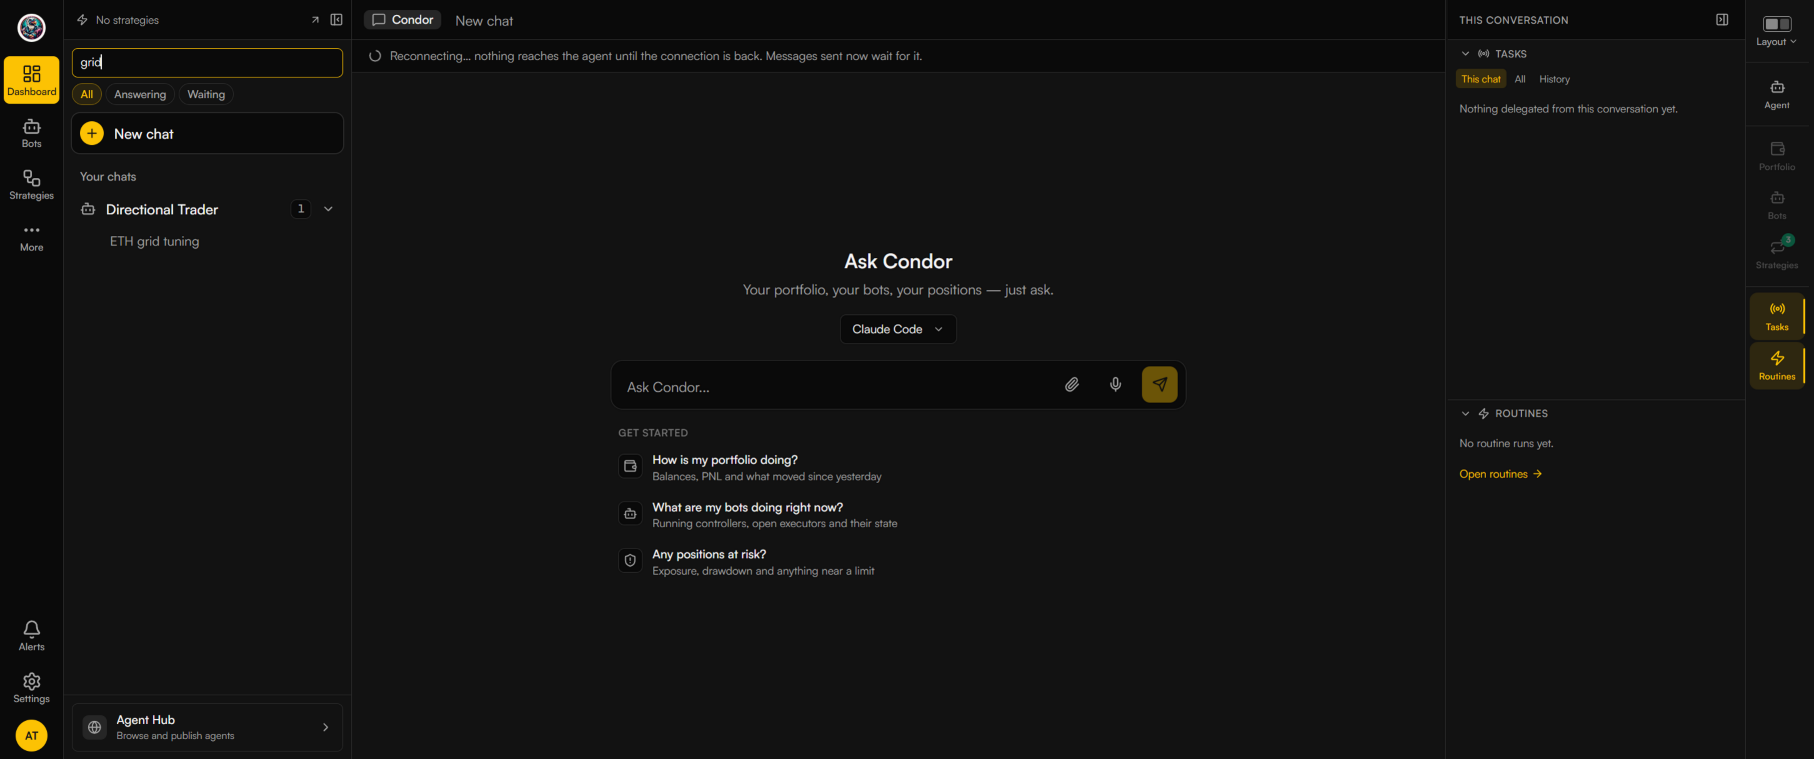 Dashboard
Bots
Strategies
More
Alerts
Settings
AT
No strategies
grid
All
Answering
Waiting
New chat
Your chats
Directional Trader
1
ETH grid tuning
Agent Hub
Browse and publish agents
Condor
New chat
Reconnecting... nothing reaches the agent until the connection is back. Messages sent now wait for it.
Ask Condor
Your portfolio, your bots, your positions — just ask.
Claude Code
Ask Condor...
GET STARTED
How is my portfolio doing?
Balances, PNL and what moved since yesterday
What are my bots doing right now?
Running controllers, open executors and their state
Any positions at risk?
Exposure, drawdown and anything near a limit
THIS CONVERSATION
TASKS
This chat
All
History
Nothing delegated from this conversation yet.
ROUTINES
No routine runs yet.
Open routines →
Layout
Agent
Portfolio
Bots
3
Strategies
Tasks
Routines